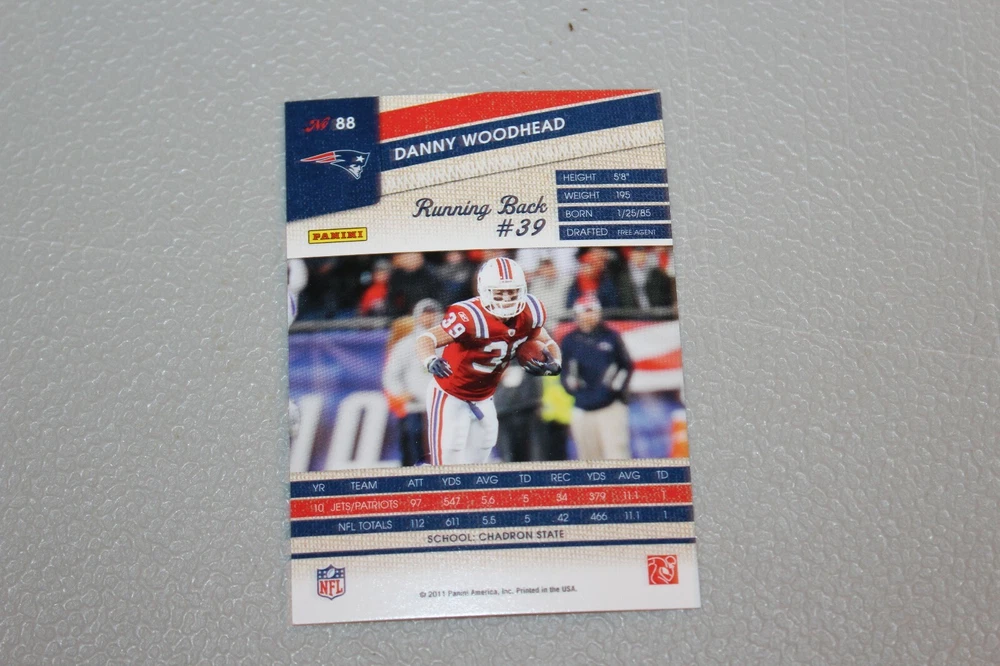 № 88
DANNY WOODHEAD
HEIGHT 5'8"
WEIGHT 195
BORN 1/25/85
DRAFTED FREE AGENT
Running Back
#39
PANINI
39
39
YR TEAM ATT YDS AVG TD REC YDS AVG TD
10 JETS/PATRIOTS 97 547 5.6 5 34 379 11.1 1
NFL TOTALS 112 611 5.5 5 42 466 11.1 1
SCHOOL: CHADRON STATE
NFL
© 2011 Panini America, Inc. Printed in the USA.